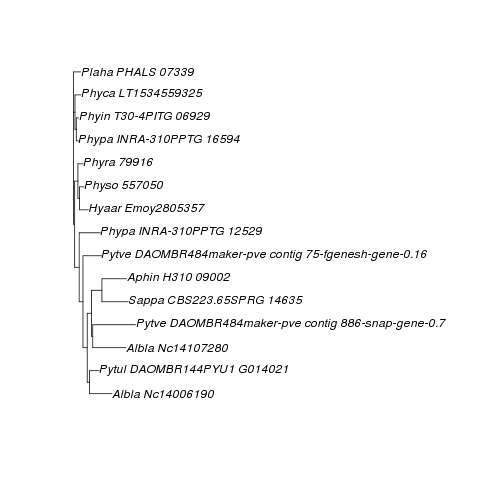 Plaha PHALS 07339
Phyca LT1534559325
Phyin T30-4PITG 06929
Phypa INRA-310PPTG 16594
Phyra 79916
Physo 557050
Hyaar Emoy2805357
Phypa INRA-310PPTG 12529
Pytve DAOMBR484maker-pve contig 75-fgenesh-gene-0.16
Aphin H310 09002
Sappa CBS223.65SPRG 14635
Pytve DAOMBR484maker-pve contig 886-snap-gene-0.7
Albla Nc14107280
Pytul DAOMBR144PYU1 G014021
Albla Nc14006190